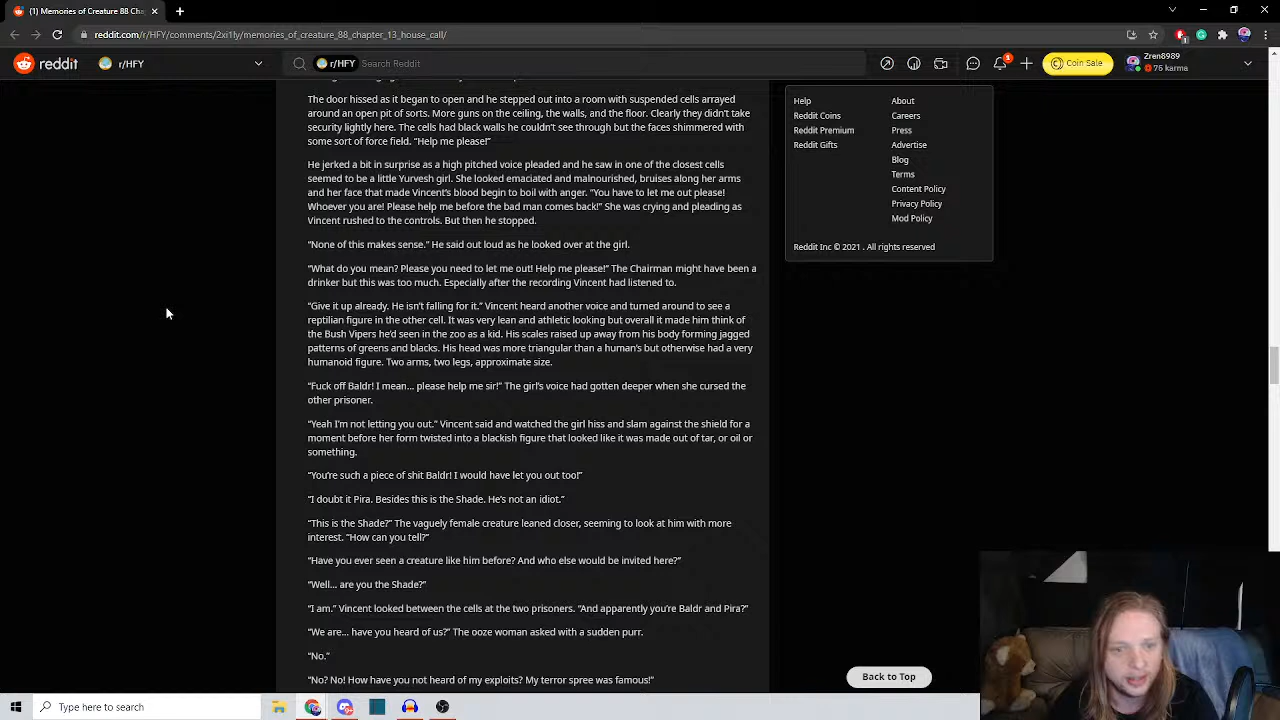 (1) Memories of Creature 88 Cha
reddit.com/r/HFY/comments/2xi1ly/memories_of_creature_88_chapter_13_house_call/
reddit
r/HFY
r/HFY
Search Reddit
1
Coin Sale
Zren8989
76 karma
The door hissed as it began to open and he stepped out into a room with suspended cells arrayed
around an open pit of sorts. More guns on the ceiling, the walls, and the floor. Clearly they didn't take
security lightly here. The cells had black walls he couldn't see through but the faces shimmered with
some sort of force field. "Help me please!"
He jerked a bit in surprise as a high pitched voice pleaded and he saw in one of the closest cells
seemed to be a little Yurvesh girl. She looked emaciated and malnourished, bruises along her arms
and her face that made Vincent's blood begin to boil with anger. "You have to let me out please!
Whoever you are! Please help me before the bad man comes back!" She was crying and pleading as
Vincent rushed to the controls. But then he stopped.
"None of this makes sense." He said out loud as he looked over at the girl.
"What do you mean? Please you need to let me out! Help me please!" The Chairman might have been a
drinker but this was too much. Especially after the recording Vincent had listened to.
"Give it up already. He isn't falling for it." Vincent heard another voice and turned around to see a
reptilian figure in the other cell. It was very lean and athletic looking but overall it made him think of
the Bush Vipers he'd seen in the zoo as a kid. His scales raised up away from his body forming jagged
patterns of greens and blacks. His head was more triangular than a human's but otherwise had a very
humanoid figure. Two arms, two legs, approximate size.
"Fuck off Baldr! I mean... please help me sir!" The girl's voice had gotten deeper when she cursed the
other prisoner.
"Yeah I'm not letting you out." Vincent said and watched the girl hiss and slam against the shield for a
moment before her form twisted into a blackish figure that looked like it was made out of tar, or oil or
something.
"You're such a piece of shit Baldr! I would have let you out too!"
"I doubt it Pira. Besides this is the Shade. He's not an idiot."
"This is the Shade?" The vaguely female creature leaned closer, seeming to look at him with more
interest. "How can you tell?"
"Have you ever seen a creature like him before? And who else would be invited here?"
"Well... are you the Shade?"
"I am." Vincent looked between the cells at the two prisoners. "And apparently you're Baldr and Pira?"
"We are... have you heard of us?" The ooze woman asked with a sudden purr.
"No."
"No? No! How have you not heard of my exploits? My terror spree was famous!"
Help
Reddit Coins
Reddit Premium
Reddit Gifts
About
Careers
Press
Advertise
Blog
Terms
Content Policy
Privacy Policy
Mod Policy
Reddit Inc © 2021 . All rights reserved
Back to Top
Type here to search